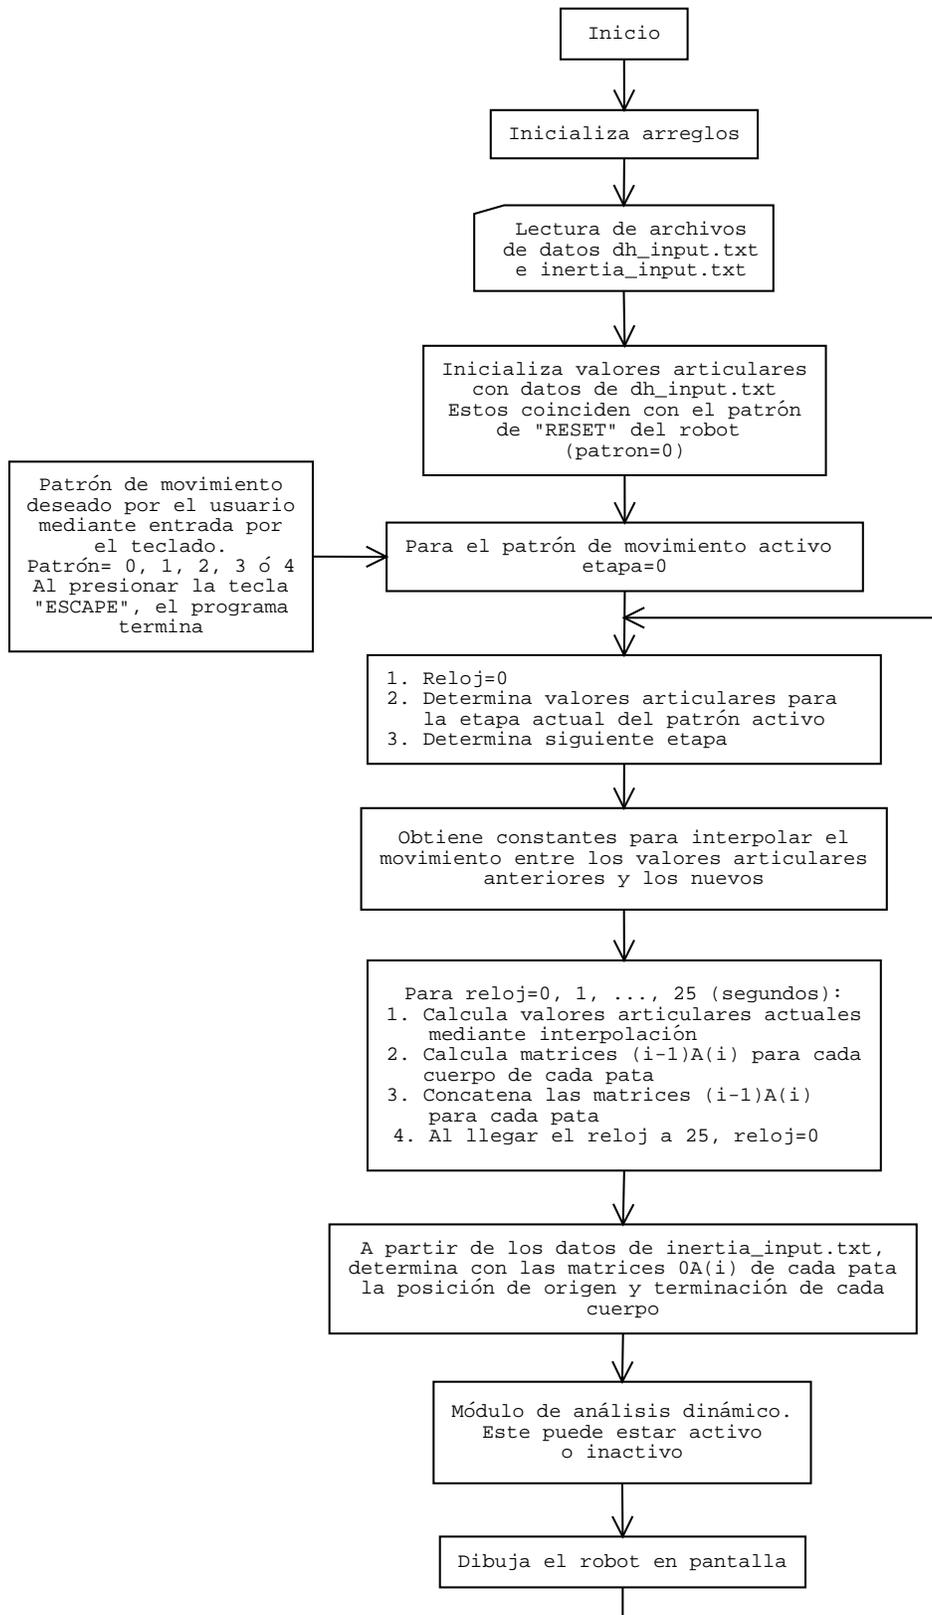 Inicio
Inicializa arreglos
Lectura de archivos
de datos dh_input.txt
e inertia_input.txt
Inicializa valores articulares
con datos de dh_input.txt
Estos coinciden con el patrón
de "RESET" del robot
(patron=0)
Patrón de movimiento
deseado por el usuario
mediante entrada por
el teclado.
Patrón= 0, 1, 2, 3 ó 4
Al presionar la tecla
"ESCAPE", el programa
termina
Para el patrón de movimiento activo
etapa=0
1. Reloj=0
2. Determina valores articulares para
la etapa actual del patrón activo
3. Determina siguiente etapa
Obtiene constantes para interpolar el
movimiento entre los valores articulares
anteriores y los nuevos
Para reloj=0, 1, ..., 25 (segundos):
1. Calcula valores articulares actuales
mediante interpolación
2. Calcula matrices (i-1)A(i) para cada
cuerpo de cada pata
3. Concatena las matrices (i-1)A(i)
para cada pata
4. Al llegar el reloj a 25, reloj=0
A partir de los datos de inertia_input.txt,
determina con las matrices 0A(i) de cada pata
la posición de origen y terminación de cada
cuerpo
Módulo de análisis dinámico.
Este puede estar activo
o inactivo
Dibuja el robot en pantalla